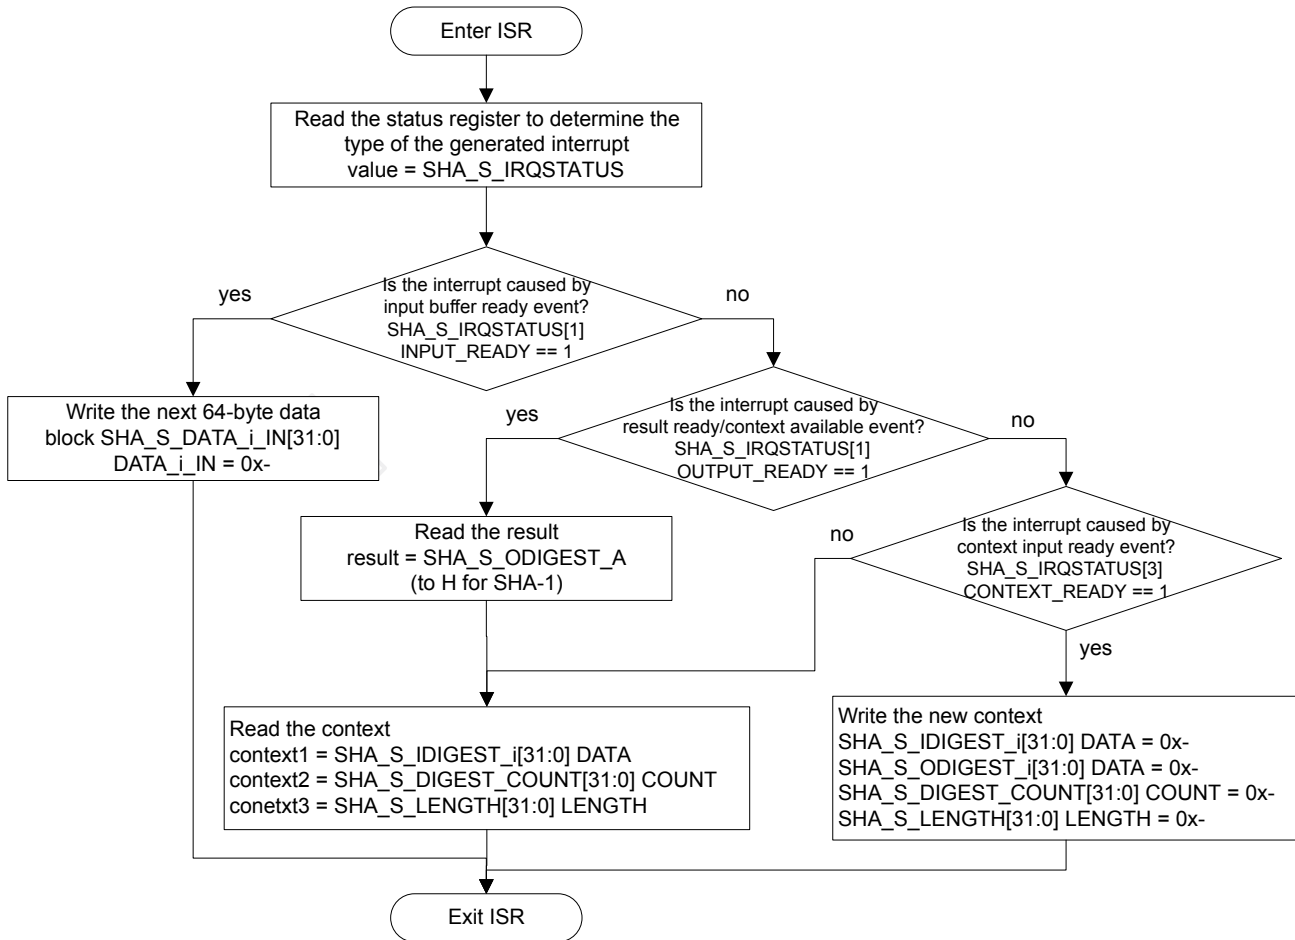 Enter ISR
Read the status register to determine the
type of the generated interrupt
value = SHA_S_IRQSTATUS
Is the interrupt caused by
input buffer ready event?
SHA_S_IRQSTATUS[1]
INPUT_READY == 1
yes
no
Write the next 64-byte data
block SHA_S_DATA_i_IN[31:0]
DATA_i_IN = 0x-
Is the interrupt caused by
result ready/context available event?
SHA_S_IRQSTATUS[1]
OUTPUT_READY == 1
yes
no
Read the result
result = SHA_S_ODIGEST_A
(to H for SHA-1)
Is the interrupt caused by
context input ready event?
SHA_S_IRQSTATUS[3]
CONTEXT_READY == 1
no
yes
Read the context
context1 = SHA_S_IDIGEST_i[31:0] DATA
context2 = SHA_S_DIGEST_COUNT[31:0] COUNT
conetxt3 = SHA_S_LENGTH[31:0] LENGTH
Write the new context
SHA_S_IDIGEST_i[31:0] DATA = 0x-
SHA_S_ODIGEST_i[31:0] DATA = 0x-
SHA_S_DIGEST_COUNT[31:0] COUNT = 0x-
SHA_S_LENGTH[31:0] LENGTH = 0x-
Exit ISR